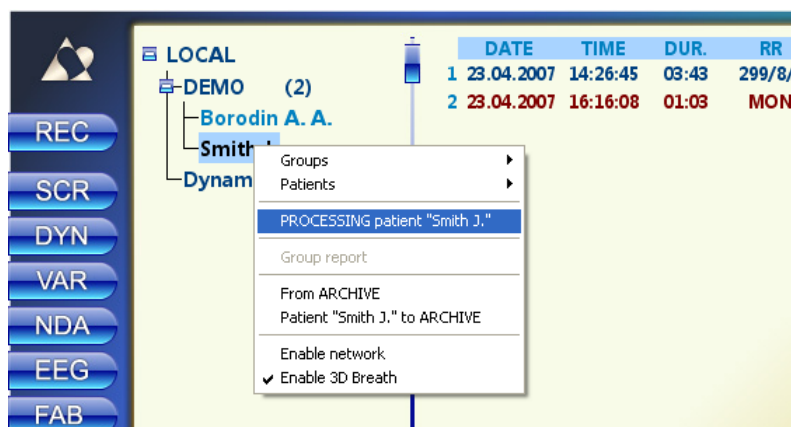 LOCAL
DEMO (2)
Borodin A. A.
Smith
Dynam
DATE TIME DUR. RR
1 23.04.2007 14:26:45 03:43 299/8/
2 23.04.2007 16:16:08 01:03 MON
REC
SCR
DYN
VAR
NDA
EEG
FAB
Groups
Patients
PROCESSING patient "Smith J."
Group report
From ARCHIVE
Patient "Smith J." to ARCHIVE
Enable network
Enable 3D Breath